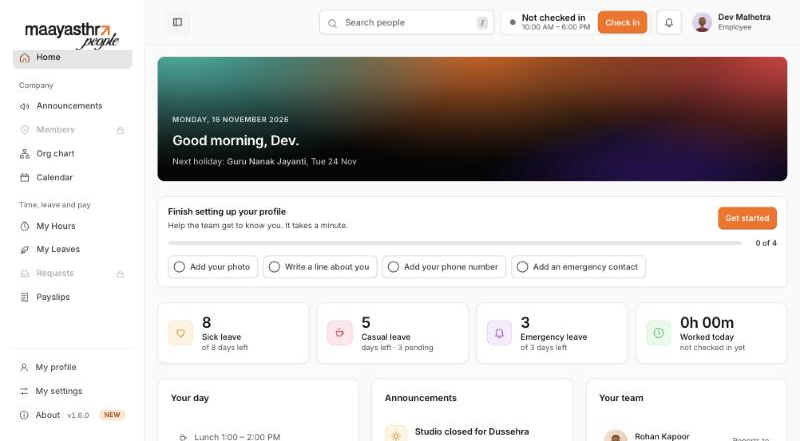 maayasthr
people
Home
Company
Announcements
Members
Org chart
Calendar
Time, leave and pay
My Hours
My Leaves
Requests
Payslips
My profile
My settings
About v1.6.0 NEW
Search people /
Not checked in
10:00 AM – 6:00 PM
Check in
Dev Malhotra
Employee
MONDAY, 16 NOVEMBER 2026
Good morning, Dev.
Next holiday: Guru Nanak Jayanti, Tue 24 Nov
Finish setting up your profile
Help the team get to know you. It takes a minute.
Get started
0 of 4
Add your photo
Write a line about you
Add your phone number
Add an emergency contact
8
Sick leave
of 8 days left
5
Casual leave
days left · 3 pending
3
Emergency leave
of 3 days left
0h 00m
Worked today
not checked in yet
Your day
Lunch 1:00 – 2:00 PM
Announcements
Studio closed for Dussehra
Your team
Rohan Kapoor
Reports to